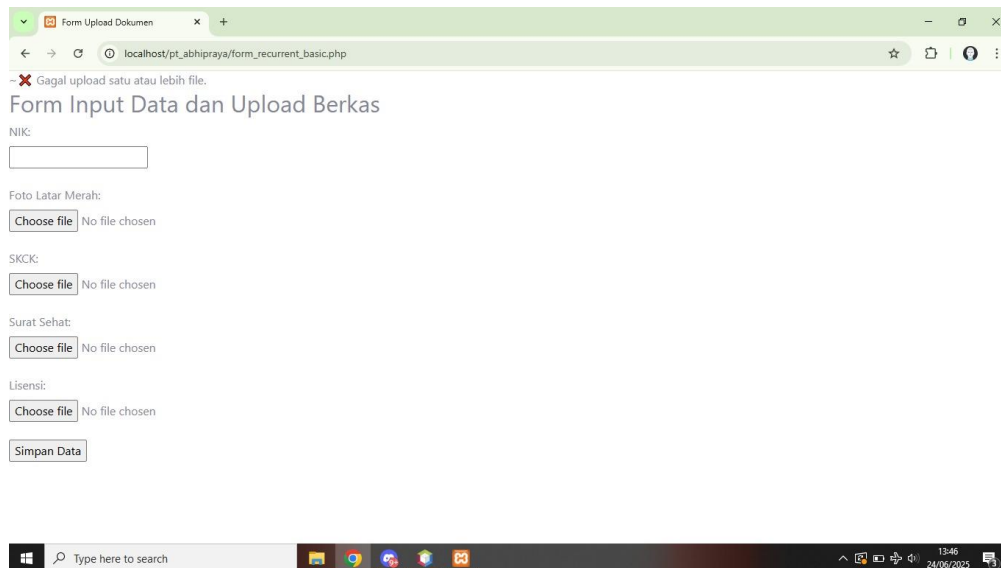 Form Upload Dokumen
localhost/pt_abhipraya/form_recurrent_basic.php
~ ❌ Gagal upload satu atau lebih file.
Form Input Data dan Upload Berkas
NIK:
Foto Latar Merah:
Choose file No file chosen
SKCK:
Choose file No file chosen
Surat Sehat:
Choose file No file chosen
Lisensi:
Choose file No file chosen
Simpan Data
Type here to search
13:46
24/06/2025